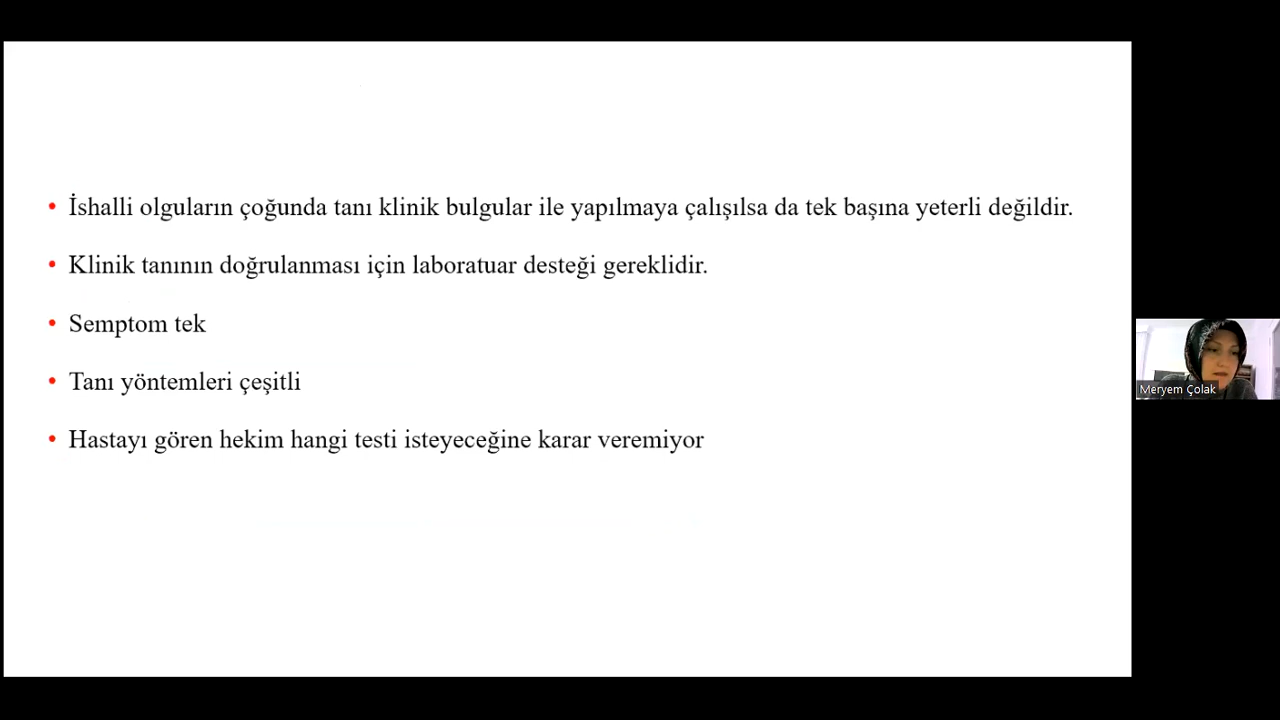 • İshalli olguların çoğunda tanı klinik bulgular ile yapılmaya çalışılsa da tek başına yeterli değildir.
• Klinik tanının doğrulanması için laboratuar desteği gereklidir.
• Semptom tek
• Tanı yöntemleri çeşitli
• Hastayı gören hekim hangi testi isteyeceğine karar veremiyor
Meryem Çolak